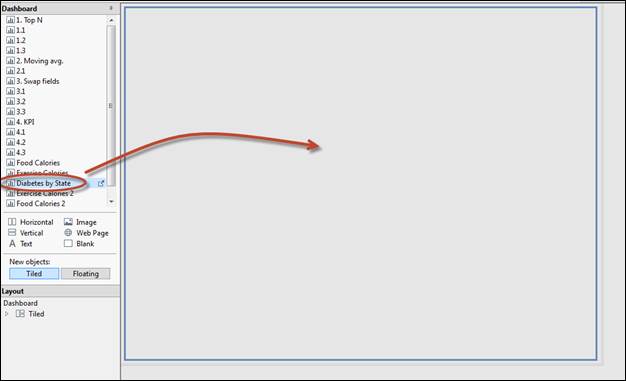 Dashboard
1. Top N
1.1
1.2
1.3
2. Moving avg.
2.1
3. Swap fields
3.1
3.2
3.3
4. KPI
4.1
4.2
4.3
Food Calories
Exercise Calories
Diabetes by State
Exercise Calories 2
Food Calories 2
Horizontal Image
Vertical Web Page
A Text Blank
New objects:
Tiled Floating
Layout
Dashboard
Tiled